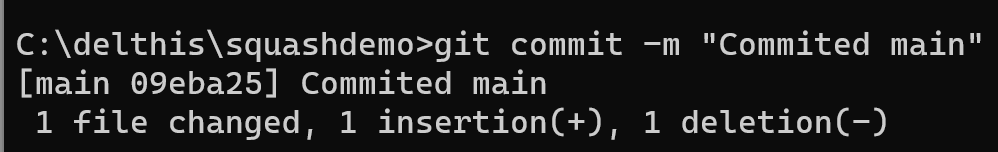 C:\delthis\squashdemo>git commit -m "Commited main"
[main 09eba25] Commited main
 1 file changed, 1 insertion(+), 1 deletion(-)